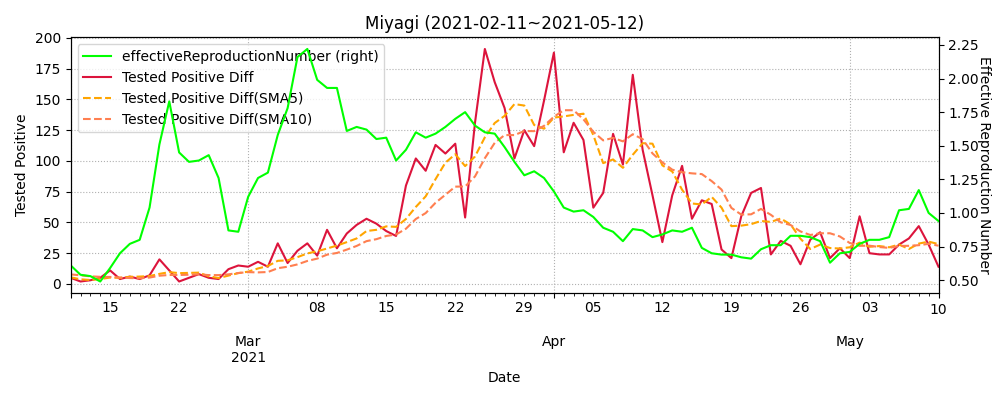 Miyagi (2021-02-11~2021-05-12)
effectiveReproductionNumber (right)
Tested Positive Diff
Tested Positive Diff(SMA5)
Tested Positive Diff(SMA10)
Tested Positive
200
175
150
125
100
75
50
25
0
2.25
2.00
1.75
1.50
1.25
1.00
0.75
0.50
Effective Reproduction Number
15 22 08 15 22 29 05 12 19 26 03 10
Mar Apr May
2021
Date